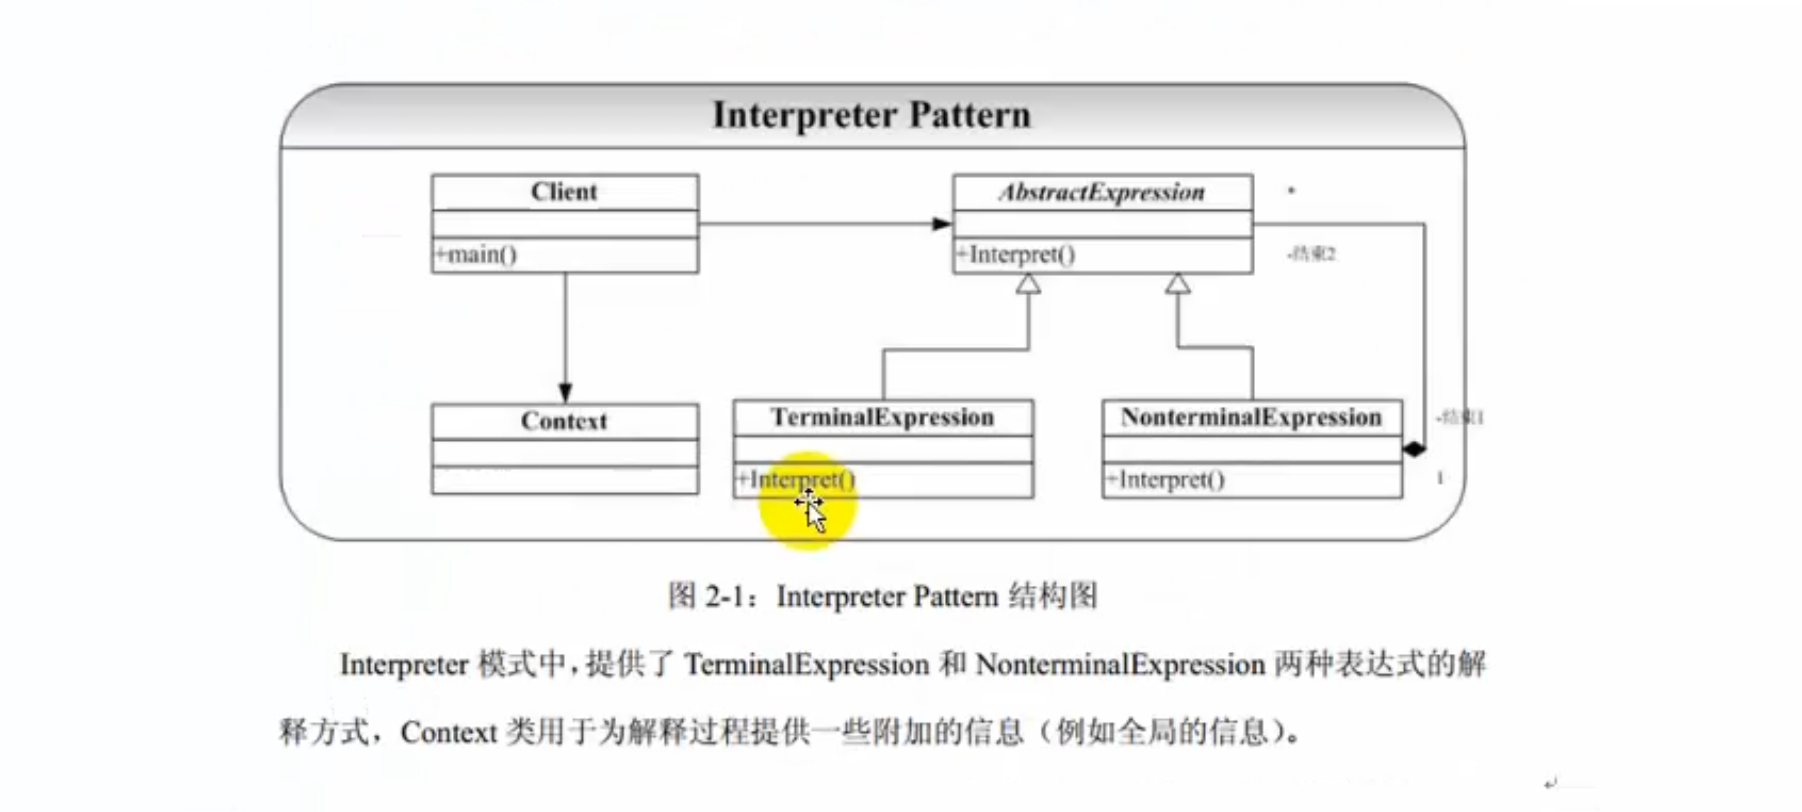 Interpreter Pattern
Client
+main()
AbstractExpression
*
+Interpret()
-结束2
Context
TerminalExpression
+Interpret()
NonterminalExpression
+Interpret()
-结束1
1
图 2-1：Interpreter Pattern 结构图
Interpreter 模式中，提供了 TerminalExpression 和 NonterminalExpression 两种表达式的解
释方式，Context 类用于为解释过程提供一些附加的信息（例如全局的信息）。